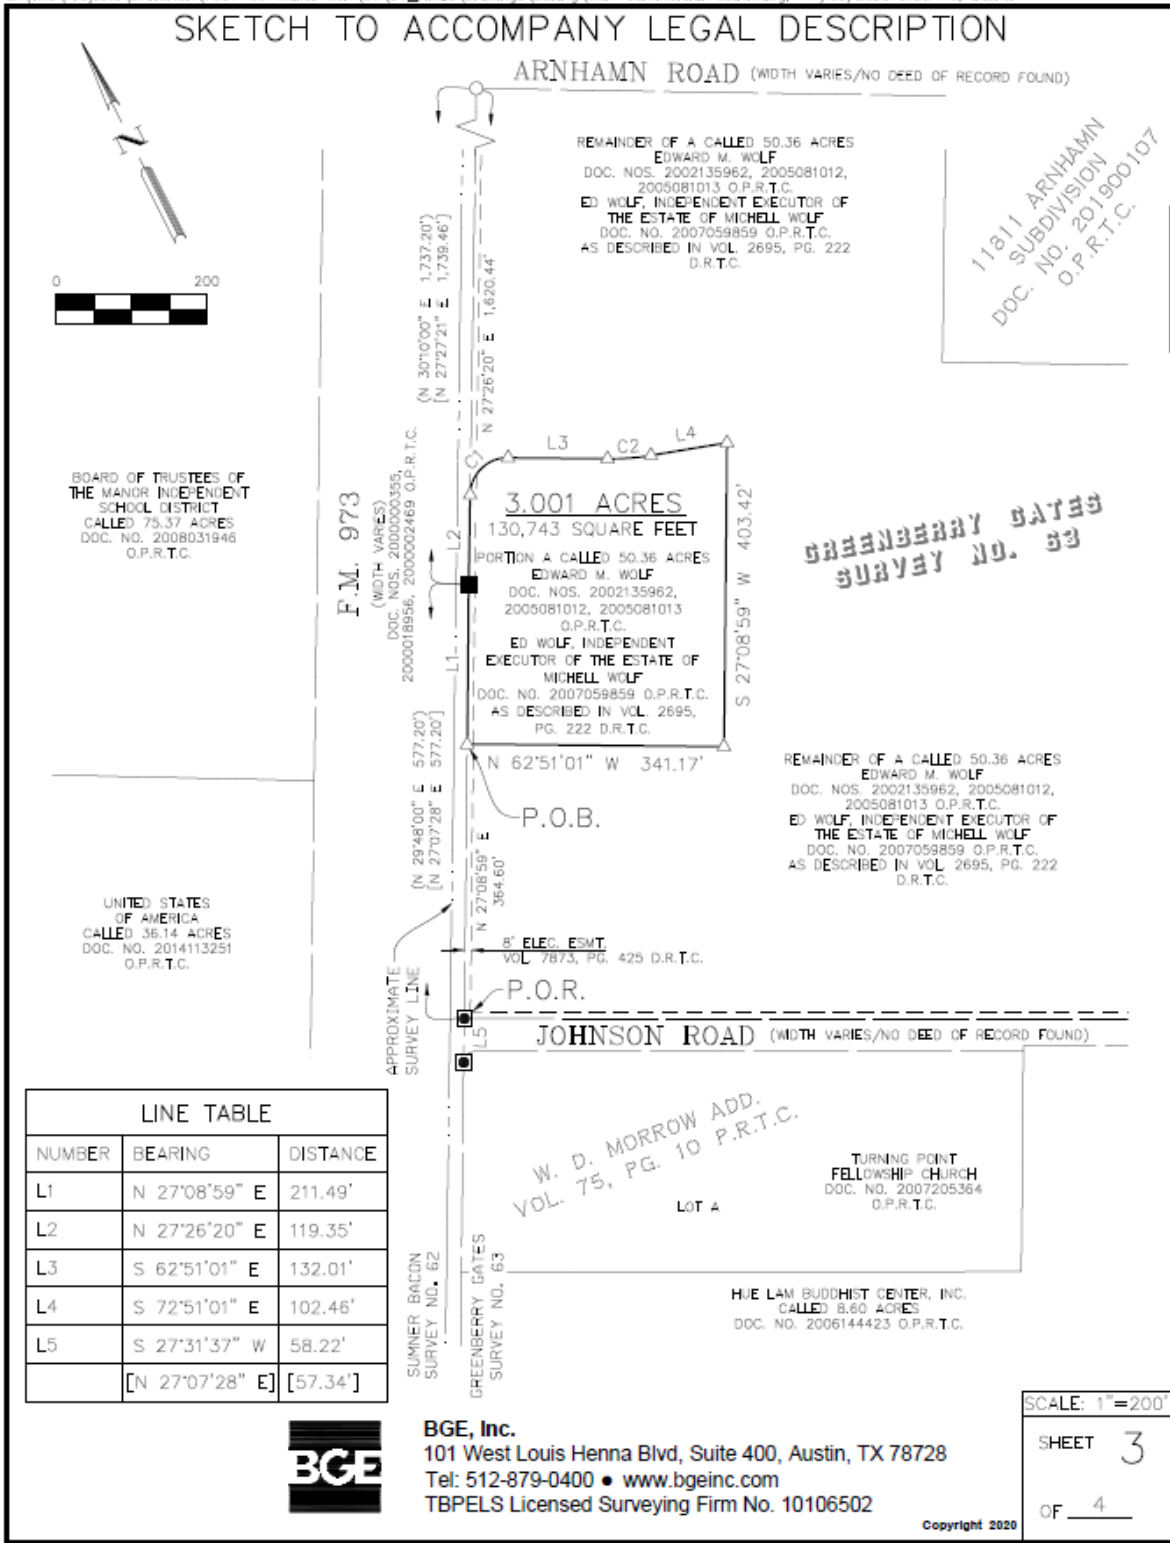 SKETCH TO ACCOMPANY LEGAL DESCRIPTION
ARNHAMN ROAD (WIDTH VARIES/NO DEED OF RECORD FOUND)
N
0 200
REMAINDER OF A CALLED 50.36 ACRES
EDWARD M. WOLF
DOC. NOS. 2002135962, 2005081012,
2005081013 O.P.R.T.C.
ED WOLF, INDEPENDENT EXECUTOR OF
THE ESTATE OF MICHELL WOLF
DOC. NO. 2007059859 O.P.R.T.C.
AS DESCRIBED IN VOL. 2695, PG. 222
D.R.T.C.
11811 ARNHAMN
SUBDIVISION
DOC. NO. 201900107
O.P.R.T.C.
(N 30°10'00" E 1,737.20')
[N 27°27'21" E 1,739.46']
N 27°26'20" E 1,620.44'
BOARD OF TRUSTEES OF
THE MANOR INDEPENDENT
SCHOOL DISTRICT
CALLED 75.37 ACRES
DOC. NO. 2008031946
O.P.R.T.C.
F.M. 973
(WIDTH VARIES)
DOC. NOS. 2000000355,
2000018956, 2000002469 O.P.R.T.C.
C1
L3
C2
L4
L2
L1
3.001 ACRES
130,743 SQUARE FEET
PORTION A CALLED 50.36 ACRES
EDWARD M. WOLF
DOC. NOS. 2002135962,
2005081012, 2005081013
O.P.R.T.C.
ED WOLF, INDEPENDENT
EXECUTOR OF THE ESTATE OF
MICHELL WOLF
DOC. NO. 2007059859 O.P.R.T.C.
AS DESCRIBED IN VOL. 2695,
PG. 222 D.R.T.C.
S 27°08'59" W 403.42'
GREENBERRY GATES
SURVEY NO. 63
N 62°51'01" W 341.17'
P.O.B.
(N 29°48'00" E 577.20')
[N 27°07'28" E 577.20']
N 27°08'59" E
364.60'
REMAINDER OF A CALLED 50.36 ACRES
EDWARD M. WOLF
DOC. NOS. 2002135962, 2005081012,
2005081013 O.P.R.T.C.
ED WOLF, INDEPENDENT EXECUTOR OF
THE ESTATE OF MICHELL WOLF
DOC. NO. 2007059859 O.P.R.T.C.
AS DESCRIBED IN VOL. 2695, PG. 222
D.R.T.C.
UNITED STATES
OF AMERICA
CALLED 36.14 ACRES
DOC. NO. 2014113251
O.P.R.T.C.
8' ELEC. ESMT.
VOL. 7873, PG. 425 D.R.T.C.
APPROXIMATE
SURVEY LINE
P.O.R.
L5
JOHNSON ROAD (WIDTH VARIES/NO DEED OF RECORD FOUND)
W. D. MORROW ADD.
VOL. 75, PG. 10 P.R.T.C.
LOT A
TURNING POINT
FELLOWSHIP CHURCH
DOC. NO. 2007205364
O.P.R.T.C.
SUMNER BACON
SURVEY NO. 62
GREENBERRY GATES
SURVEY NO. 63
HUE LAM BUDDHIST CENTER, INC.
CALLED 8.60 ACRES
DOC. NO. 2006144423 O.P.R.T.C.
LINE TABLE
NUMBER BEARING DISTANCE
L1 N 27°08'59" E 211.49'
L2 N 27°26'20" E 119.35'
L3 S 62°51'01" E 132.01'
L4 S 72°51'01" E 102.46'
L5 S 27°31'37" W 58.22'
[N 27°07'28" E] [57.34']
BGE
BGE, Inc.
101 West Louis Henna Blvd, Suite 400, Austin, TX 78728
Tel: 512-879-0400 ● www.bgeinc.com
TBPELS Licensed Surveying Firm No. 10106502
Copyright 2020
SCALE: 1"=200'
SHEET 3
OF 4